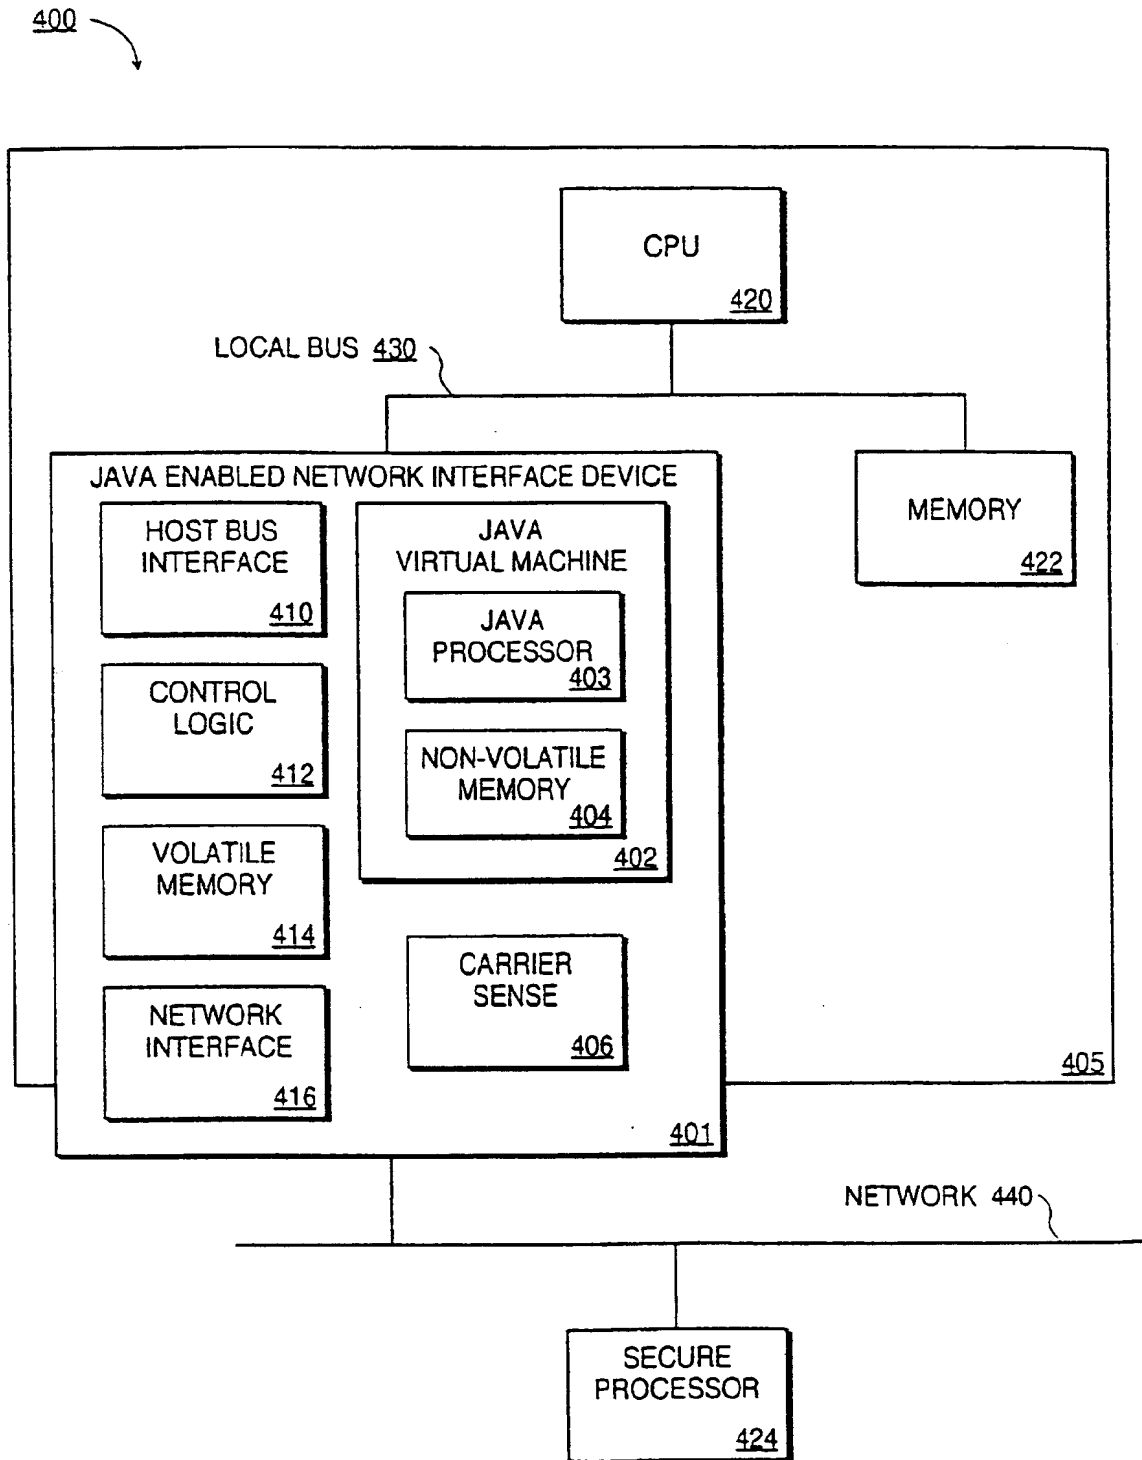 400
CPU
420
LOCAL BUS 430
JAVA ENABLED NETWORK INTERFACE DEVICE
HOST BUS
INTERFACE
410
JAVA
VIRTUAL MACHINE
MEMORY
422
JAVA
PROCESSOR
403
CONTROL
LOGIC
412
NON-VOLATILE
MEMORY
404
402
VOLATILE
MEMORY
414
CARRIER
SENSE
406
NETWORK
INTERFACE
416
405
401
NETWORK 440
SECURE
PROCESSOR
424